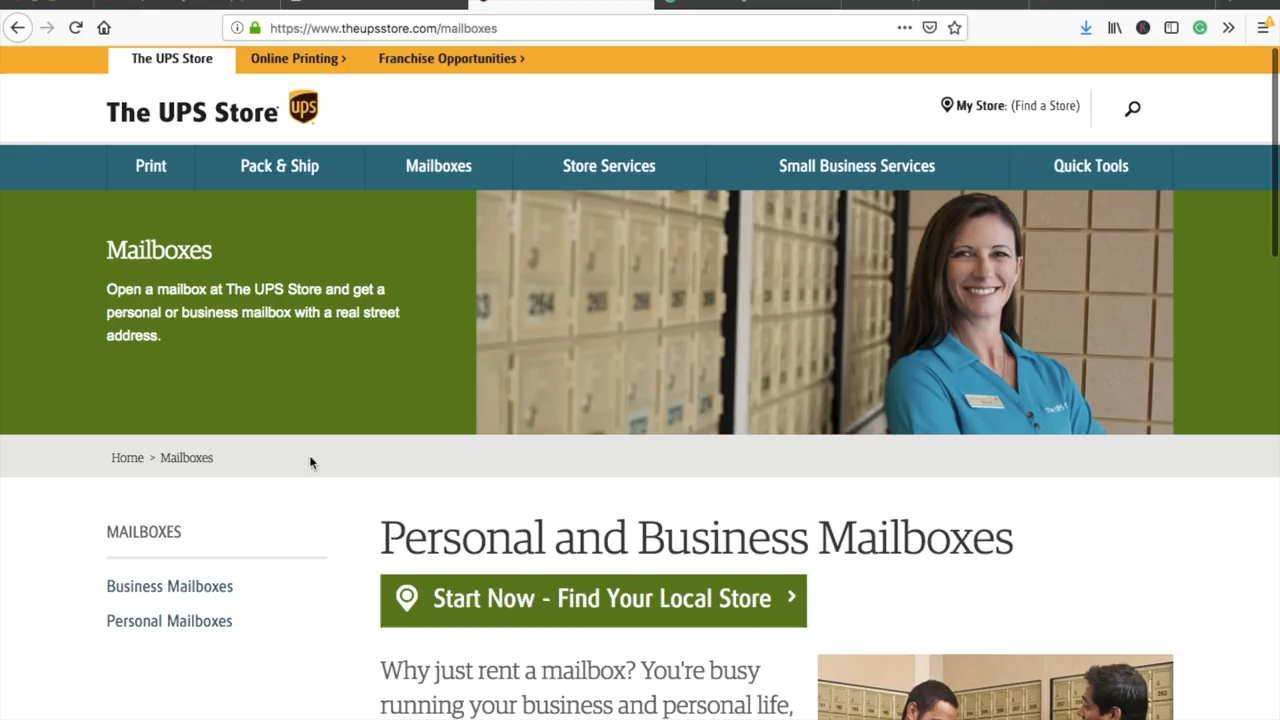 https://www.theupsstore.com/mailboxes
The UPS Store
Online Printing ›
Franchise Opportunities ›
The UPS Store
ups
My Store: (Find a Store)
Print
Pack & Ship
Mailboxes
Store Services
Small Business Services
Quick Tools
Mailboxes
Open a mailbox at The UPS Store and get a
personal or business mailbox with a real street
address.
264
265
266
267
Home > Mailboxes
MAILBOXES
Business Mailboxes
Personal Mailboxes
Personal and Business Mailboxes
Start Now - Find Your Local Store ›
Why just rent a mailbox? You're busy
running your business and personal life,